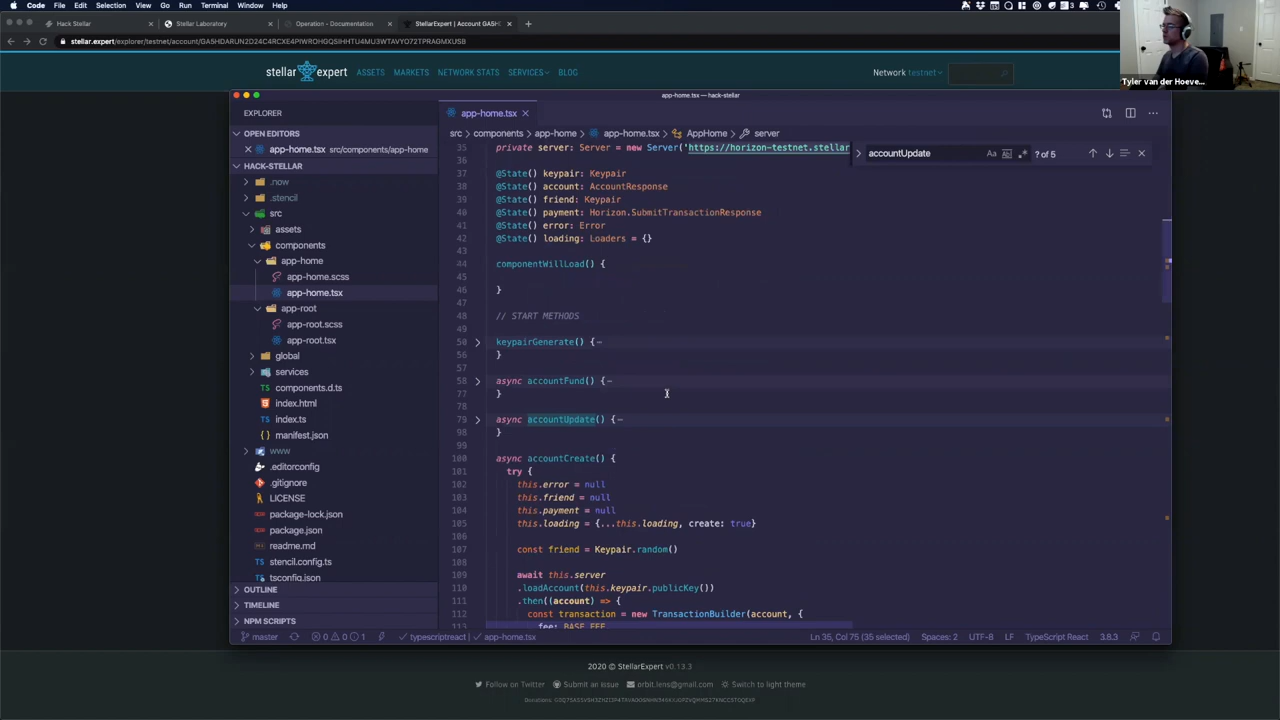 Code File Edit Selection View Go Run Terminal Window Help
Hack Stellar
Stellar Laboratory
Operation - Documentation
StellarExpert | Account GA5H
stellar.expert/explorer/testnet/account/
stellar expert ASSETS MARKETS NETWORK STATS SERVICES BLOG
Network testnet
Tyler van der Hoeve...
app-home.tsx — hack-stellar
EXPLORER
app-home.tsx
OPEN EDITORS
app-home.tsx src/components/app-home
HACK-STELLAR
.now
.stencil
src
assets
components
app-home
app-home.scss
app-home.tsx
app-root
app-root.scss
app-root.tsx
global
services
components.d.ts
index.html
index.ts
manifest.json
www
.editorconfig
.gitignore
LICENSE
package-lock.json
package.json
readme.md
stencil.config.ts
tsconfig.json
OUTLINE
TIMELINE
NPM SCRIPTS
src > components > app-home > app-home.tsx > AppHome > server
accountUpdate Aa ? of 5
35 private server: Server = new Server('https://horizon-testnet.stellar
36
37 @State() keypair: Keypair
38 @State() account: AccountResponse
39 @State() friend: Keypair
40 @State() payment: Horizon.SubmitTransactionResponse
41 @State() error: Error
42 @State() loading: Loaders = {}
43
44 componentWillLoad() {
45
46 }
47
48 // START METHODS
49
50 keypairGenerate() {
56 }
57
58 async accountFund() {
77 }
78
79 async accountUpdate() {
98 }
99
100 async accountCreate() {
101 try {
102 this.error = null
103 this.friend = null
104 this.payment = null
105 this.loading = {...this.loading, create: true}
106
107 const friend = Keypair.random()
108
109 await this.server
110 .loadAccount(this.keypair.publicKey())
111 .then((account) => {
112 const transaction = new TransactionBuilder(account, {
113 fee: BASE_FEE
master 0 0 1 typescriptreact | app-home.tsx
Ln 35, Col 75 (35 selected) Spaces: 2 UTF-8 LF TypeScript React 3.8.3
2020 © StellarExpert v0.13.3
Follow on Twitter Submit an issue orbit.lens@gmail.com Switch to light theme